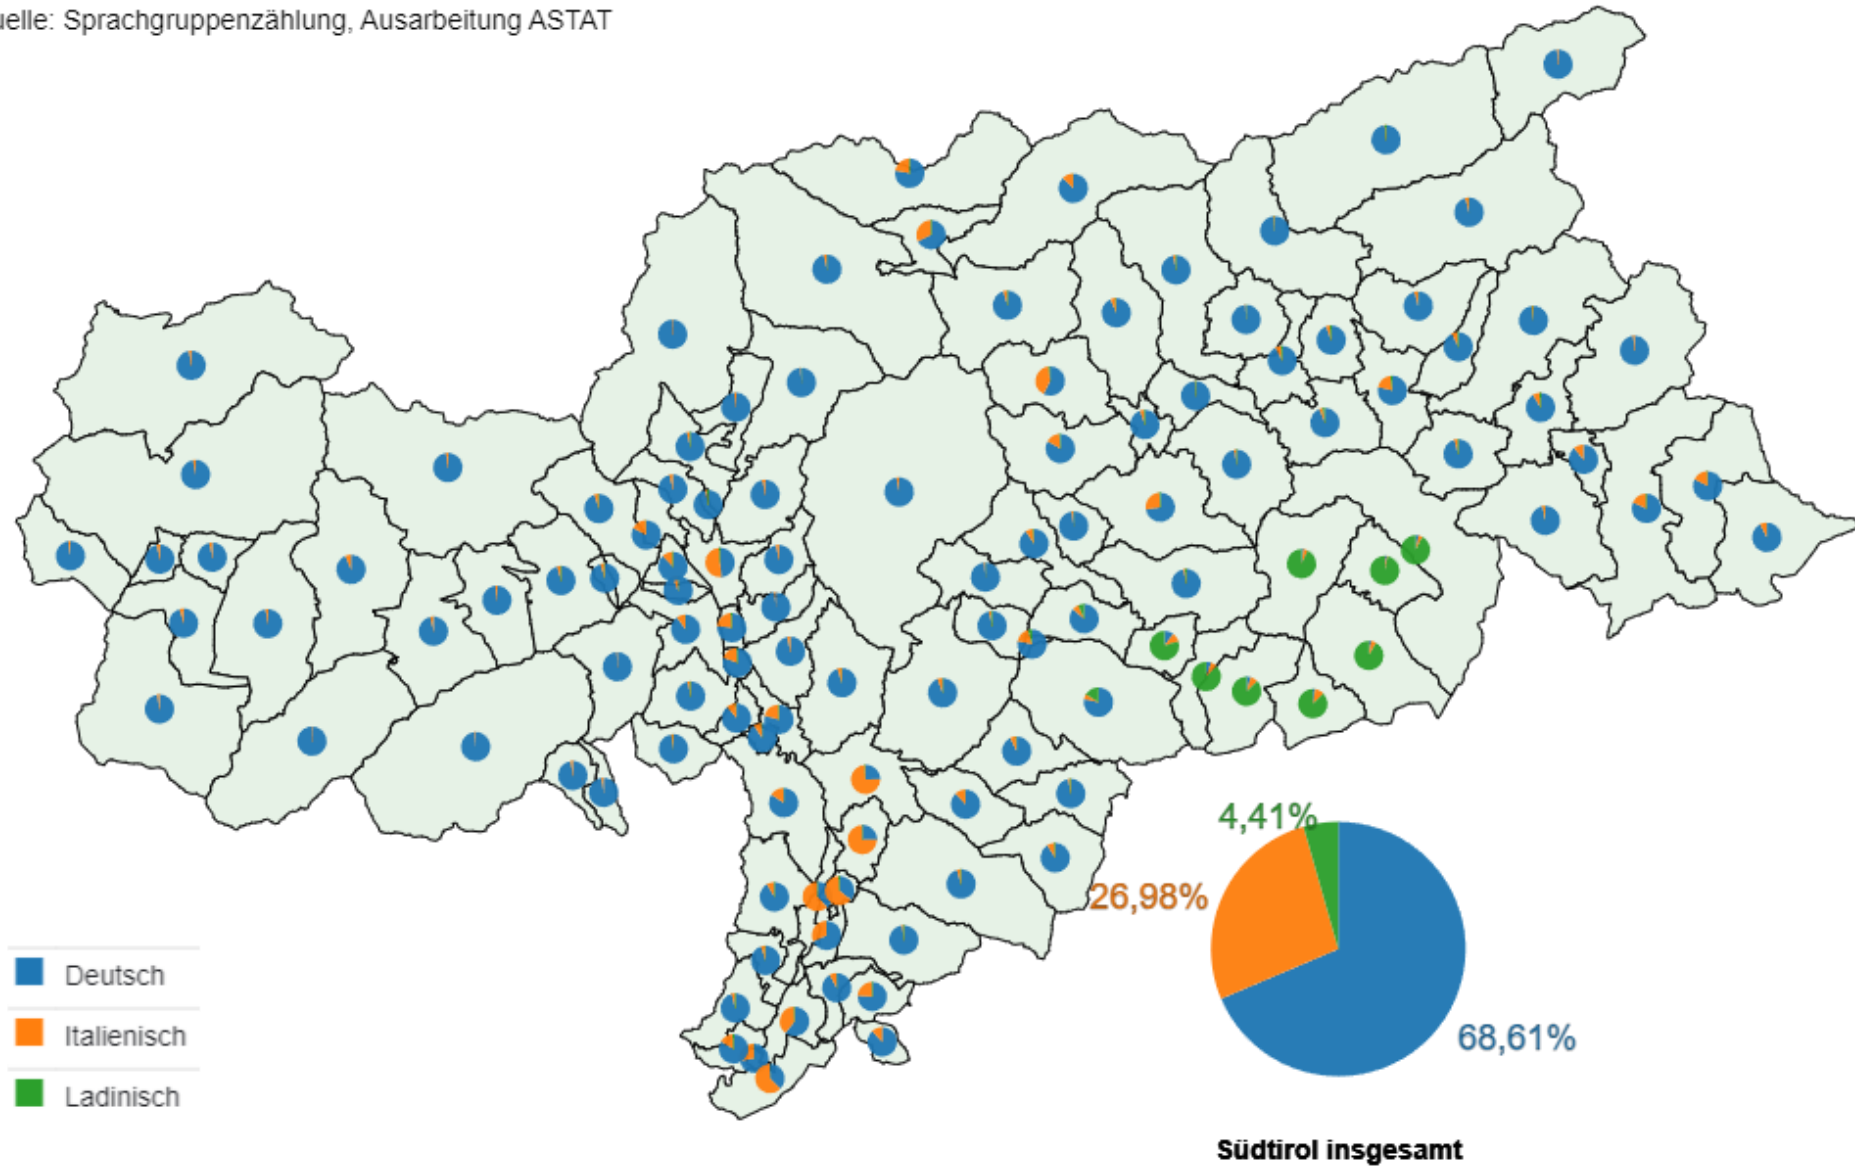 uelle: Sprachgruppenzählung, Ausarbeitung ASTAT
4,41%
26,98%
68,61%
Deutsch
Italienisch
Ladinisch
Südtirol insgesamt